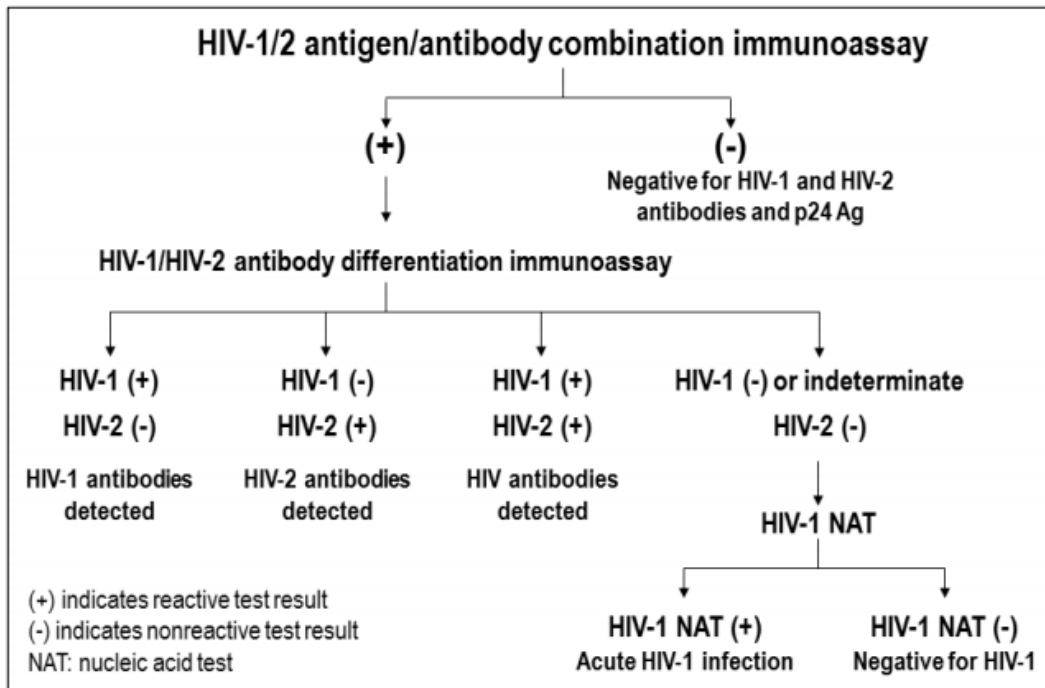 HIV-1/2 antigen/antibody combination immunoassay
(+)
(-)
Negative for HIV-1 and HIV-2
antibodies and p24 Ag
HIV-1/HIV-2 antibody differentiation immunoassay
HIV-1 (+)
HIV-2 (-)
HIV-1 antibodies
detected
HIV-1 (-)
HIV-2 (+)
HIV-2 antibodies
detected
HIV-1 (+)
HIV-2 (+)
HIV antibodies
detected
HIV-1 (-) or indeterminate
HIV-2 (-)
HIV-1 NAT
HIV-1 NAT (+)
Acute HIV-1 infection
HIV-1 NAT (-)
Negative for HIV-1
(+) indicates reactive test result
(-) indicates nonreactive test result
NAT: nucleic acid test